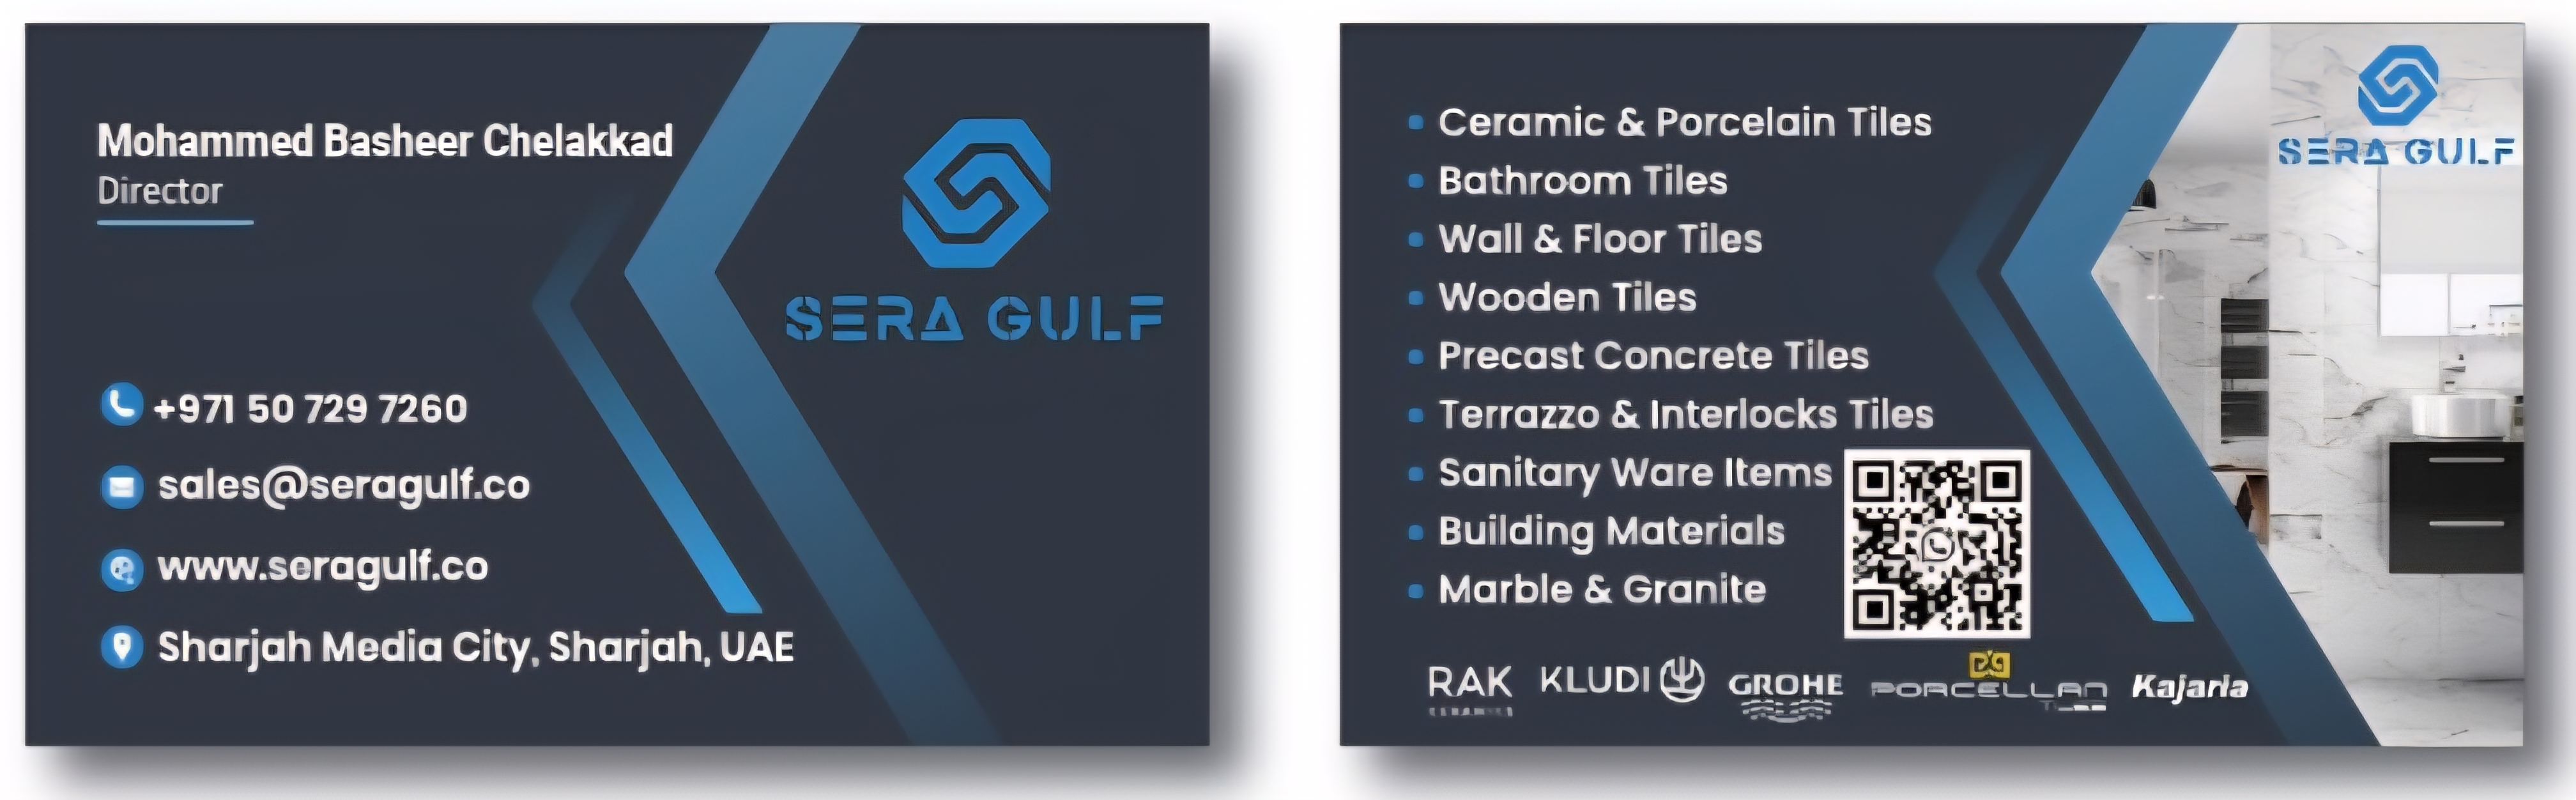 Mohammed Basheer Chelakkad
Director
SERA GULF
+971 50 729 7260
sales@seragulf.co
www.seragulf.co
Sharjah Media City, Sharjah, UAE
SERA GULF
Ceramic & Porcelain Tiles
Bathroom Tiles
Wall & Floor Tiles
Wooden Tiles
Precast Concrete Tiles
Terrazzo & Interlocks Tiles
Sanitary Ware Items
Building Materials
Marble & Granite
RAK
KLUDI
GROHE
PORCELLAN
Kajaria